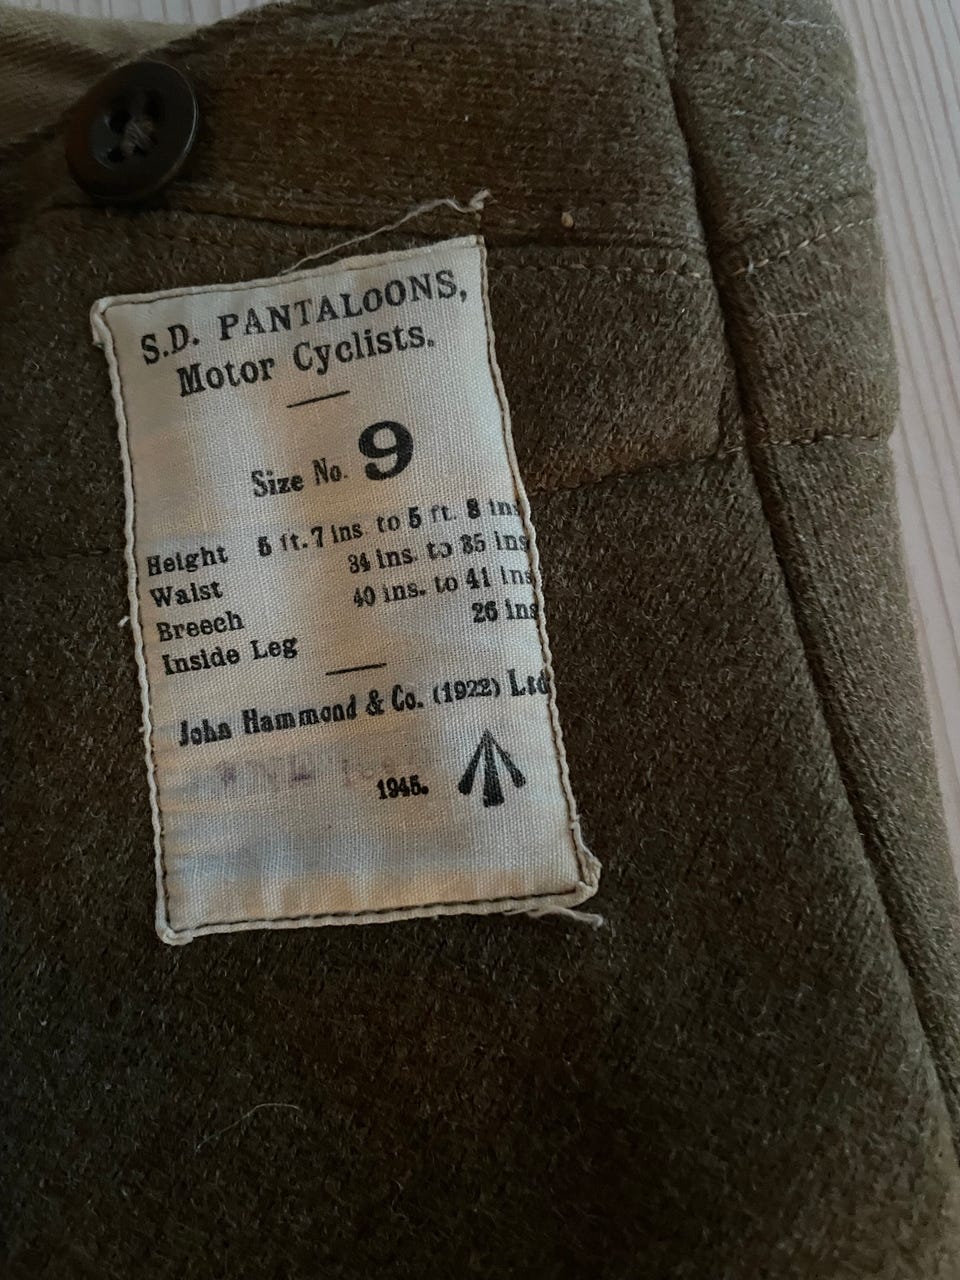 S.D. PANTALOONS,
Motor Cyclists.
Size No. 9
Height 5 ft. 7 ins. to 5 ft. 8 ins
Waist 34 ins. to 35 ins
Breech 40 ins. to 41 ins
Inside Leg 26 ins
John Hammond & Co. (1922) Ltd
1945.